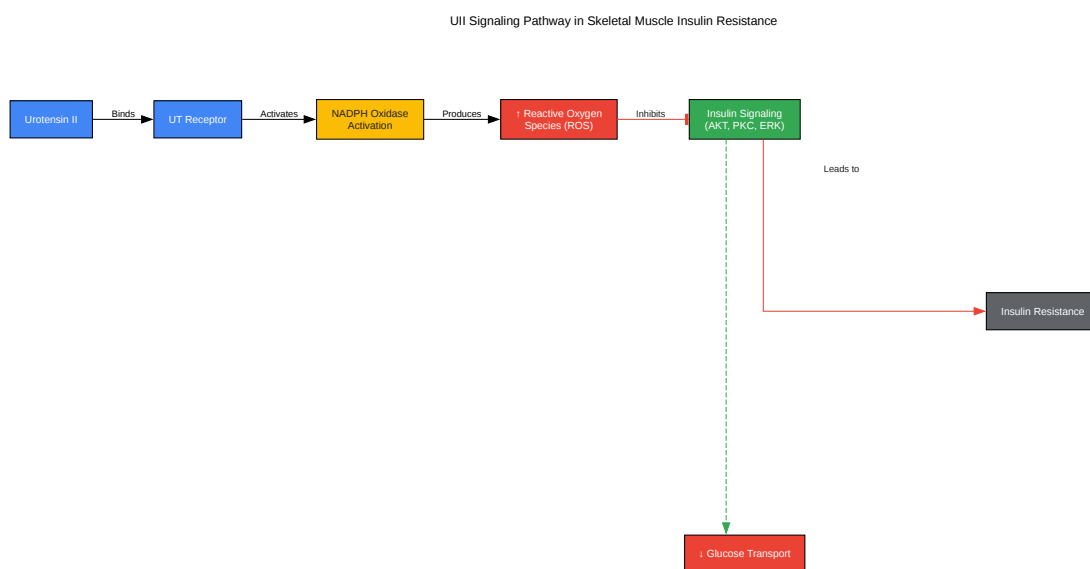 UII Signaling Pathway in Skeletal Muscle Insulin Resistance
Urotensin II
Binds
UT Receptor
Activates
NADPH Oxidase
Activation
Produces
↑ Reactive Oxygen
Species (ROS)
Inhibits
Insulin Signaling
(AKT, PKC, ERK)
Leads to
Insulin Resistance
↓ Glucose Transport